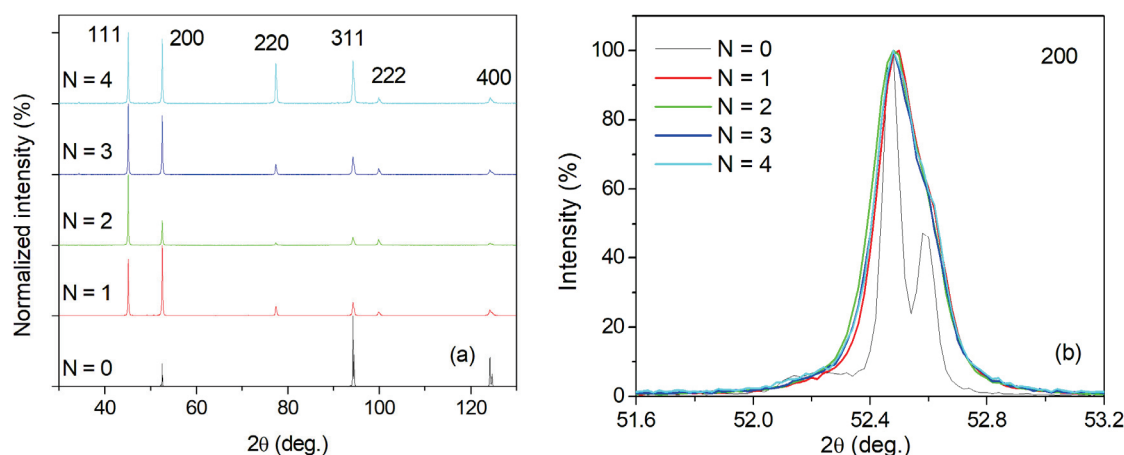 111
200
220
311
222
400
N = 4
N = 3
N = 2
N = 1
N = 0
(a)
Normalized intensity (%)
40 60 80 100 120
2θ (deg.)
N = 0
N = 1
N = 2
N = 3
N = 4
200
(b)
Intensity (%)
100
80
60
40
20
0
51.6 52.0 52.4 52.8 53.2
2θ (deg.)